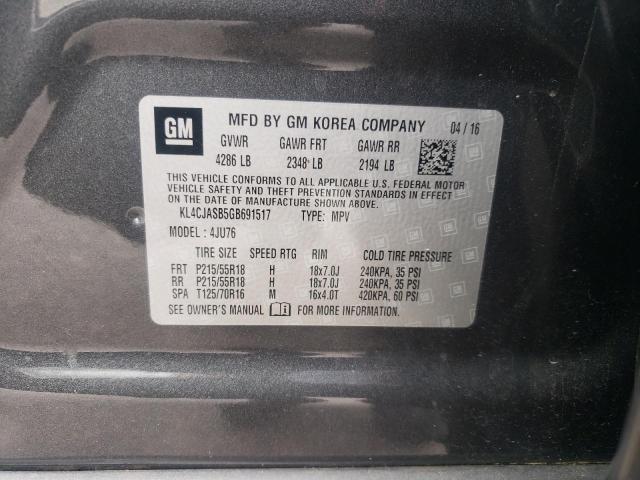 GM
MFD BY GM KOREA COMPANY 04 / 16
GVWR GAWR FRT GAWR RR
4286 LB 2348 LB 2194 LB
THIS VEHICLE CONFORMS TO ALL APPLICABLE U.S. FEDERAL MOTOR
VEHICLE SAFETY AND THEFT PREVENTION STANDARDS IN EFFECT
ON THE DATE OF MANUFACTURE SHOWN ABOVE.
KL4CJASB5GB691517 TYPE: MPV
MODEL : 4JU76
TIRE SIZE SPEED RTG RIM COLD TIRE PRESSURE
FRT P215/55R18 H 18x7.0J 240KPA, 35 PSI
RR P215/55R18 H 18x7.0J 240KPA, 35 PSI
SPA T125/70R16 M 16x4.0T 420KPA, 60 PSI
SEE OWNER'S MANUAL FOR MORE INFORMATION.